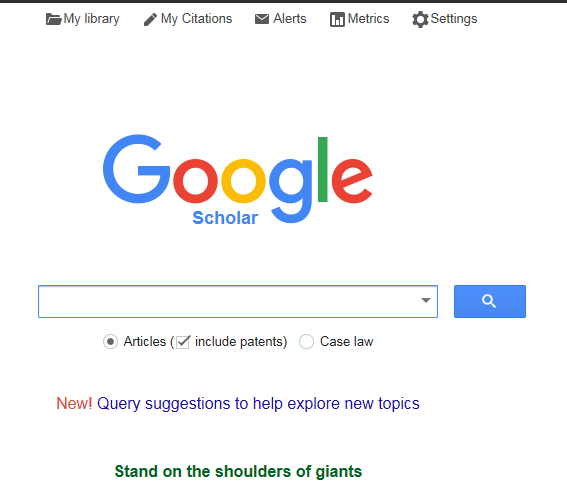 My library My Citations Alerts Metrics Settings
Google
Scholar
Articles (include patents) Case law
New! Query suggestions to help explore new topics
Stand on the shoulders of giants